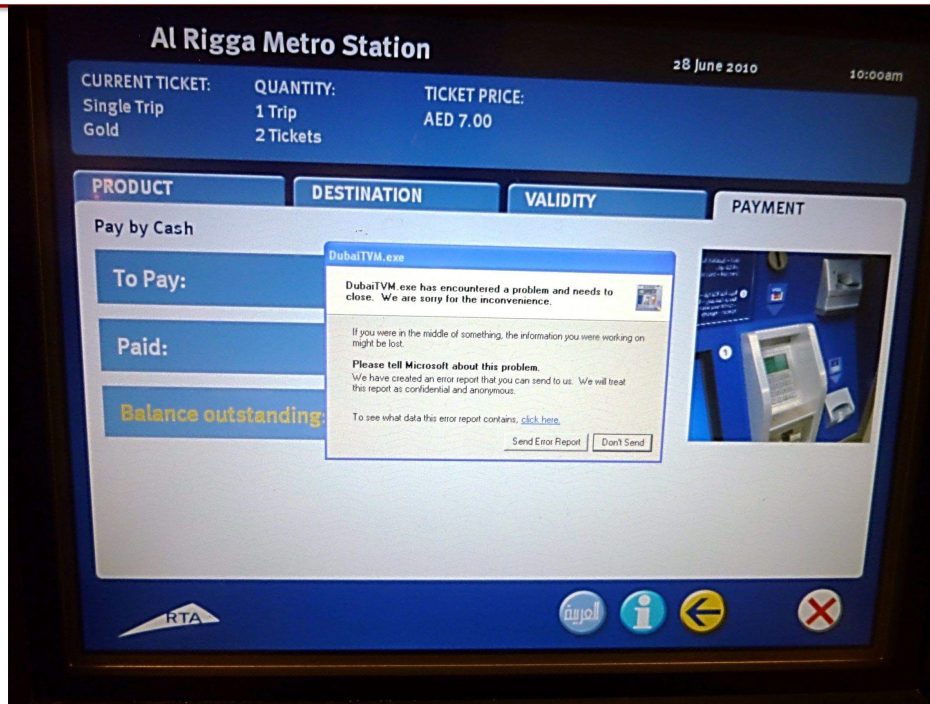 Al Rigga Metro Station
28 June 2010
10:00am
CURRENT TICKET:
Single Trip
Gold
QUANTITY:
1 Trip
2 Tickets
TICKET PRICE:
AED 7.00
PRODUCT
DESTINATION
VALIDITY
PAYMENT
Pay by Cash
To Pay:
Paid:
Balance outstanding:
DubaiTVM.exe
DubaiTVM.exe has encountered a problem and needs to
close. We are sorry for the inconvenience.
If you were in the middle of something, the information you were working on
might be lost.
Please tell Microsoft about this problem.
We have created an error report that you can send to us. We will treat
this report as confidential and anonymous.
To see what data this error report contains, click here.
Send Error Report
Don't Send
1
RTA
العربية
i